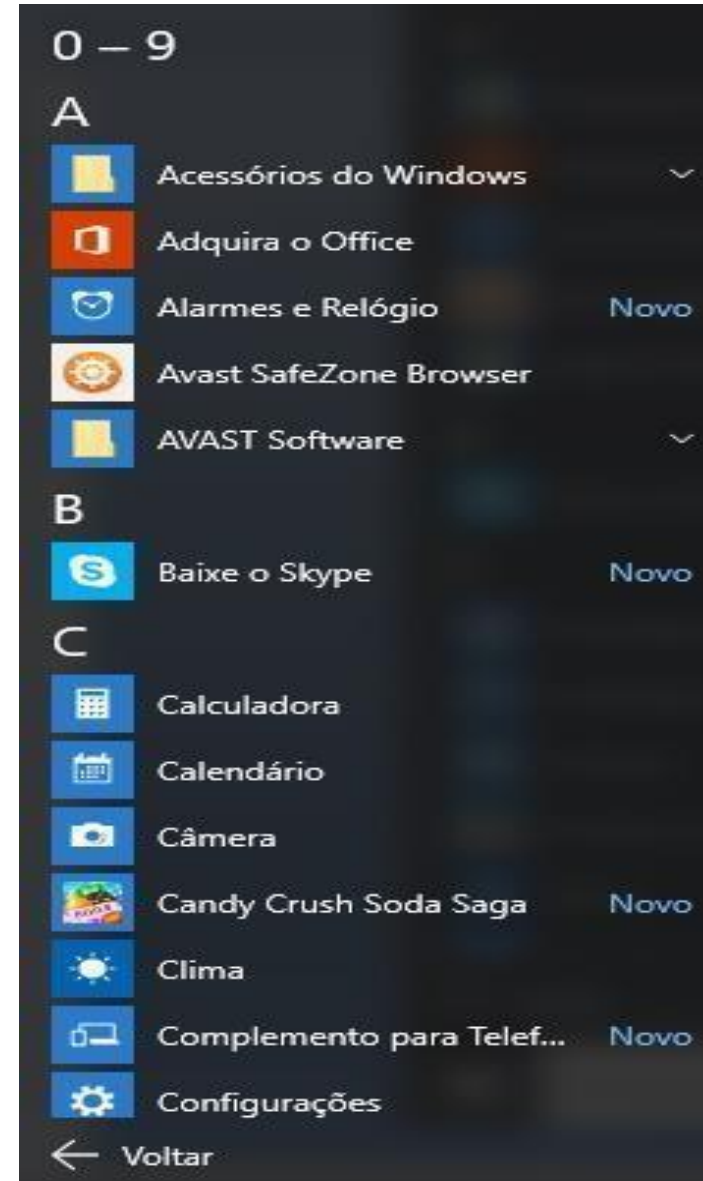 0 – 9
A
Acessórios do Windows
Adquira o Office
Alarmes e Relógio Novo
Avast SafeZone Browser
AVAST Software
B
Baixe o Skype Novo
C
Calculadora
Calendário
Câmera
Candy Crush Soda Saga Novo
Clima
Complemento para Telef... Novo
Configurações
Voltar